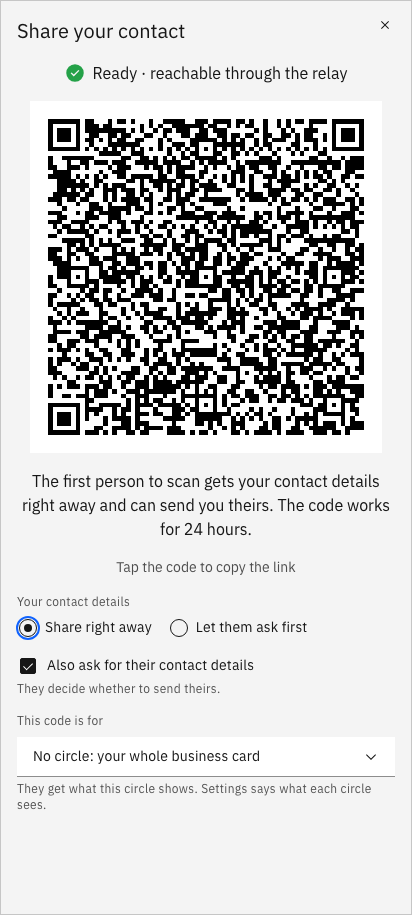 Share your contact
Ready · reachable through the relay
The first person to scan gets your contact details
right away and can send you theirs. The code works
for 24 hours.
Tap the code to copy the link
Your contact details
Share right away
Let them ask first
Also ask for their contact details
They decide whether to send theirs.
This code is for
No circle: your whole business card
They get what this circle shows. Settings says what each circle
sees.